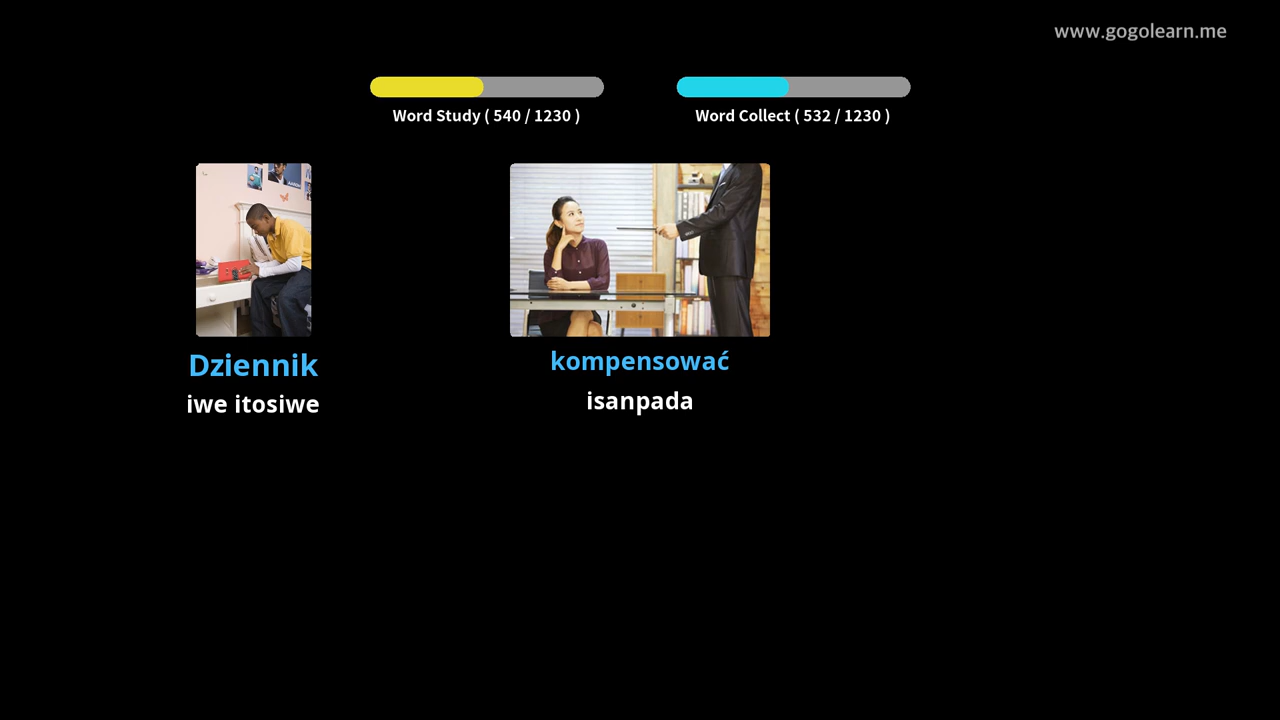 www.gogolearn.me
Word Study ( 540 / 1230 )
Word Collect ( 532 / 1230 )
Dziennik
iwe itosiwe
kompensować
isanpada